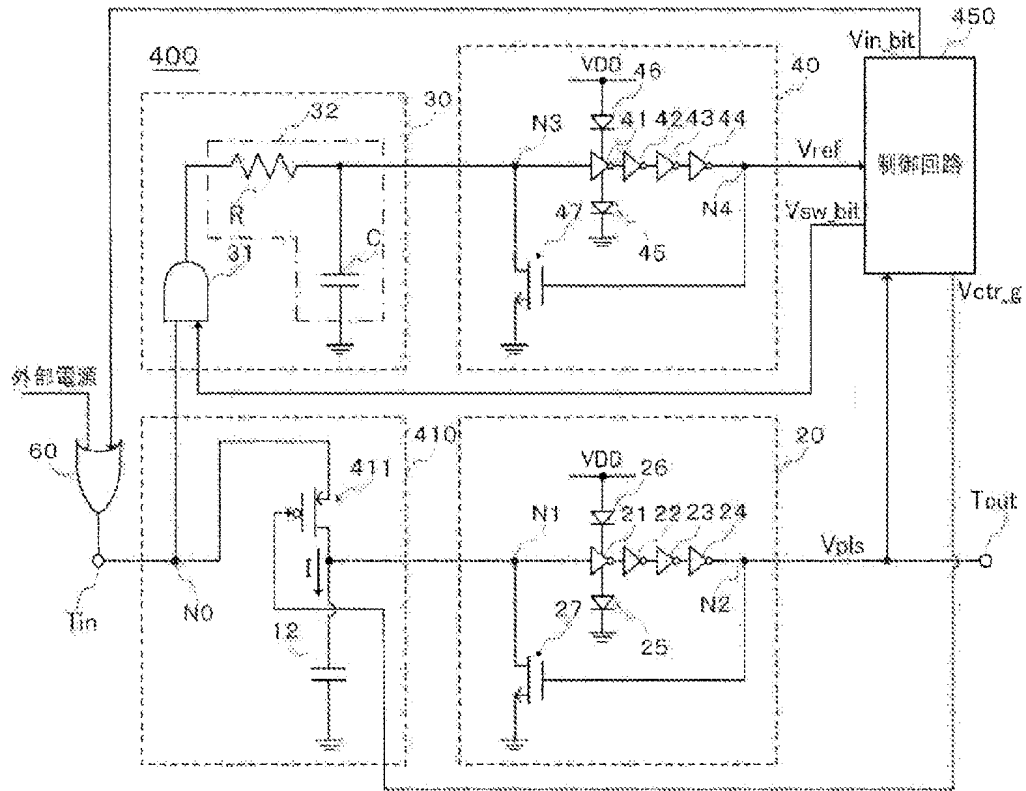 400
Vin_bit
450
30
32
VDD
46
40
N3
41
42
43
44
Vref
制御回路
R
C
47
45
N4
Vsw_bit
31
Vctr_g
外部電源
60
410
411
VDD
26
20
N1
21
22
23
24
Tout
Vpls
I
Tin
N0
12
27
25
N2